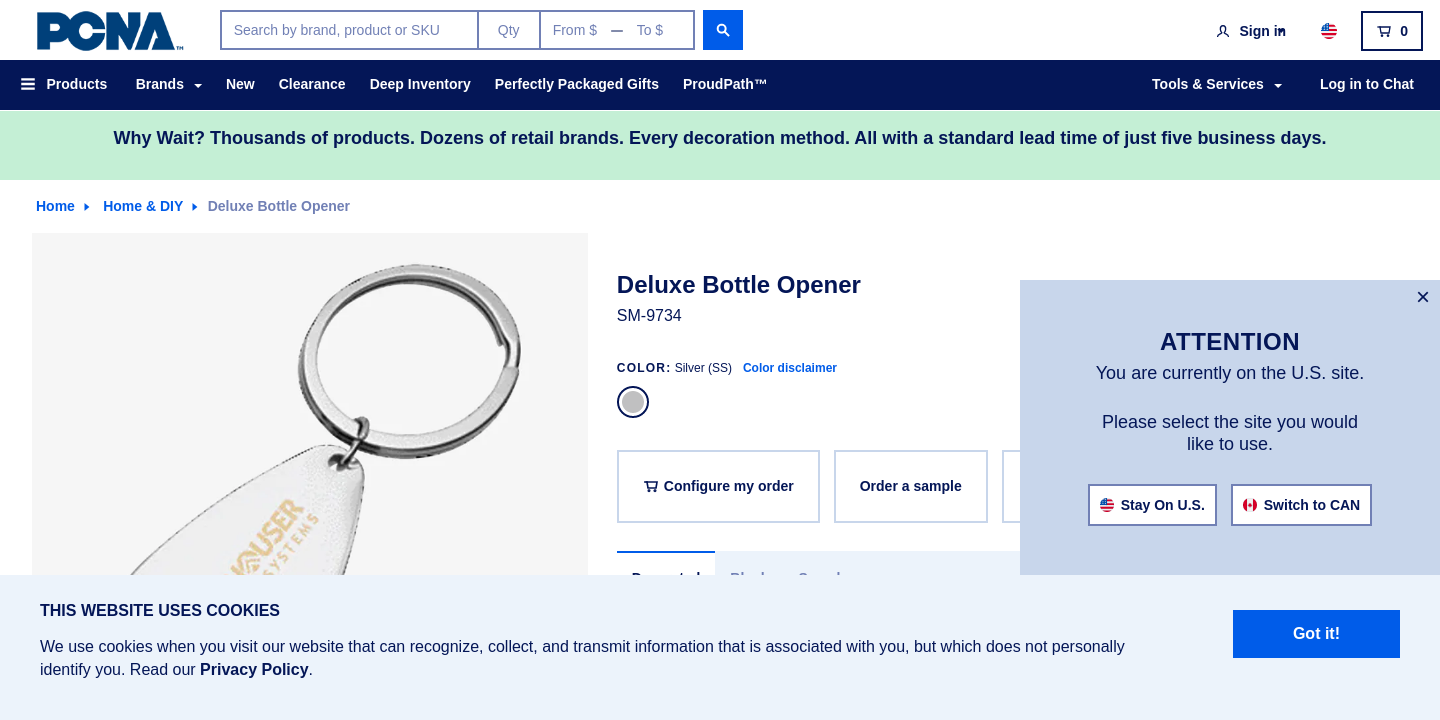 PCNA™
Search by brand, product or SKU
Qty
From $ — To $
Sign in
0
Products
Brands
New
Clearance
Deep Inventory
Perfectly Packaged Gifts
ProudPath™
Tools & Services
Log in to Chat
Why Wait? Thousands of products. Dozens of retail brands. Every decoration method. All with a standard lead time of just five business days.
Home
Home & DIY
Deluxe Bottle Opener
Deluxe Bottle Opener
SM-9734
COLOR: Silver (SS) Color disclaimer
Configure my order
Order a sample
HAUSER
SYSTEMS
×
ATTENTION
You are currently on the U.S. site.
Please select the site you would
like to use.
Stay On U.S.
Switch to CAN
THIS WEBSITE USES COOKIES
We use cookies when you visit our website that can recognize, collect, and transmit information that is associated with you, but which does not personally
identify you. Read our Privacy Policy.
Got it!